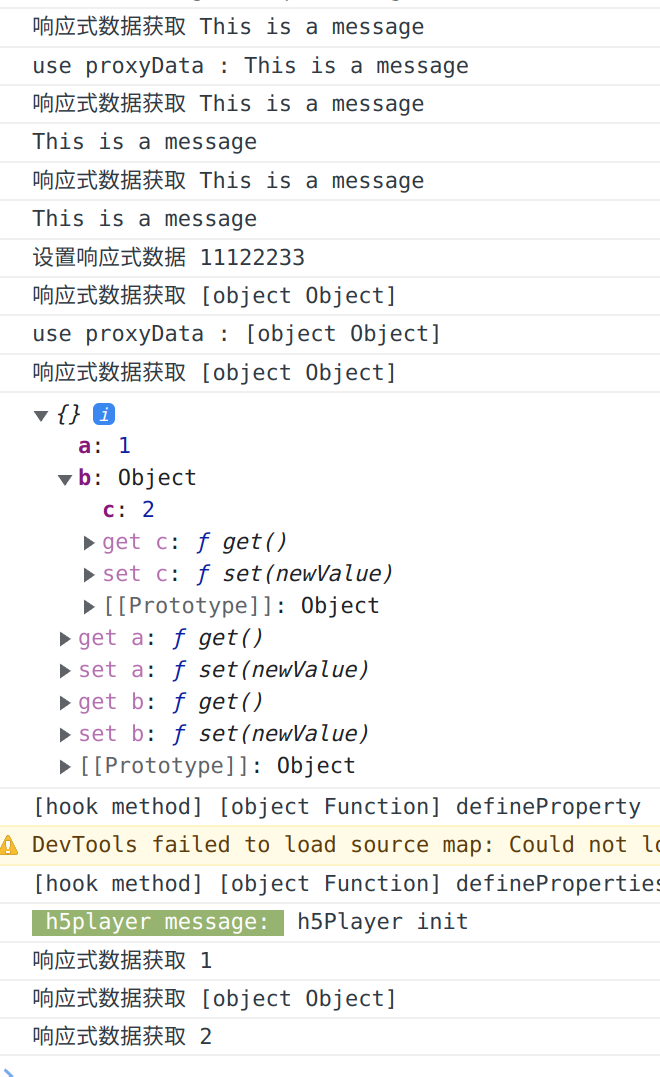 响应式数据获取 This is a message
use proxyData : This is a message
响应式数据获取 This is a message
This is a message
响应式数据获取 This is a message
This is a message
设置响应式数据 11122233
响应式数据获取 [object Object]
use proxyData : [object Object]
响应式数据获取 [object Object]
{} i
a: 1
b: Object
c: 2
get c: ƒ get()
set c: ƒ set(newValue)
[[Prototype]]: Object
get a: ƒ get()
set a: ƒ set(newValue)
get b: ƒ get()
set b: ƒ set(newValue)
[[Prototype]]: Object
[hook method] [object Function] defineProperty
DevTools failed to load source map: Could not lo
[hook method] [object Function] defineProperties
h5player message: h5Player init
响应式数据获取 1
响应式数据获取 [object Object]
响应式数据获取 2